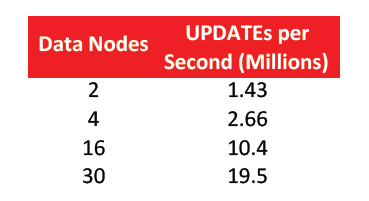 Data Nodes UPDATEs per Second (Millions)
2 1.43
4 2.66
16 10.4
30 19.5